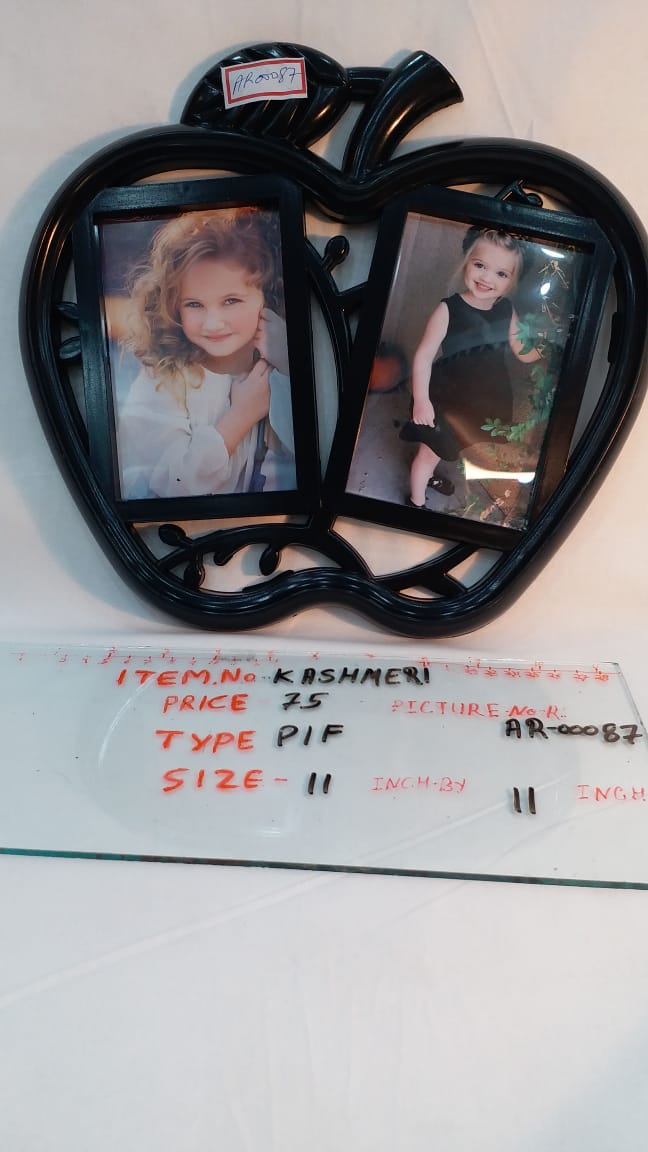 AR00087
ITEM.No. KASHMERI
PRICE 75 PICTURE-No-R:
TYPE PIF AR-00087
SIZE- 11 INCH-BY 11 INCH